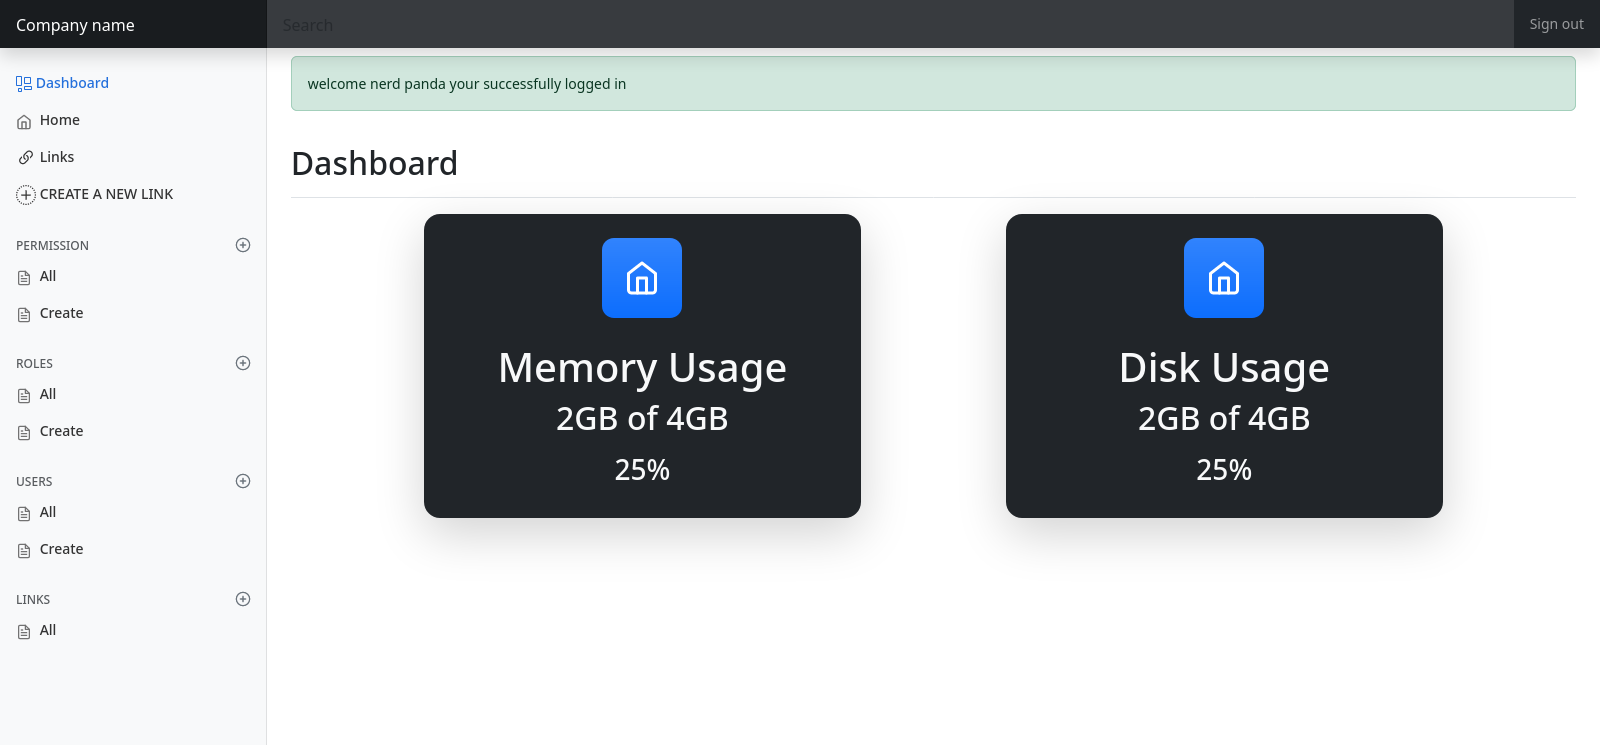 Company name
Search
Sign out
Dashboard
Home
Links
CREATE A NEW LINK
PERMISSION
All
Create
ROLES
All
Create
USERS
All
Create
LINKS
All
welcome nerd panda your successfully logged in
Dashboard
Memory Usage
2GB of 4GB
25%
Disk Usage
2GB of 4GB
25%